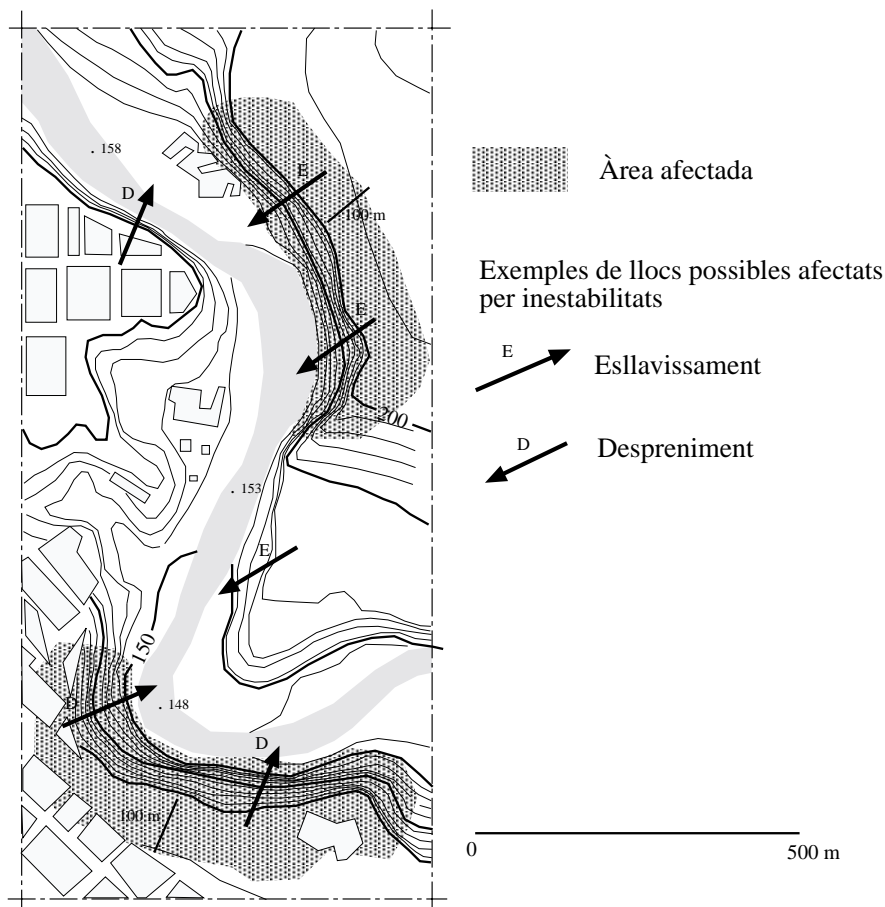 . 158
D
E
100 m
E
200
. 153
E
150
D
. 148
D
100 m
Àrea afectada
Exemples de llocs possibles afectats
per inestabilitats
E
Esllavissament
D
Despreniment
0
500 m